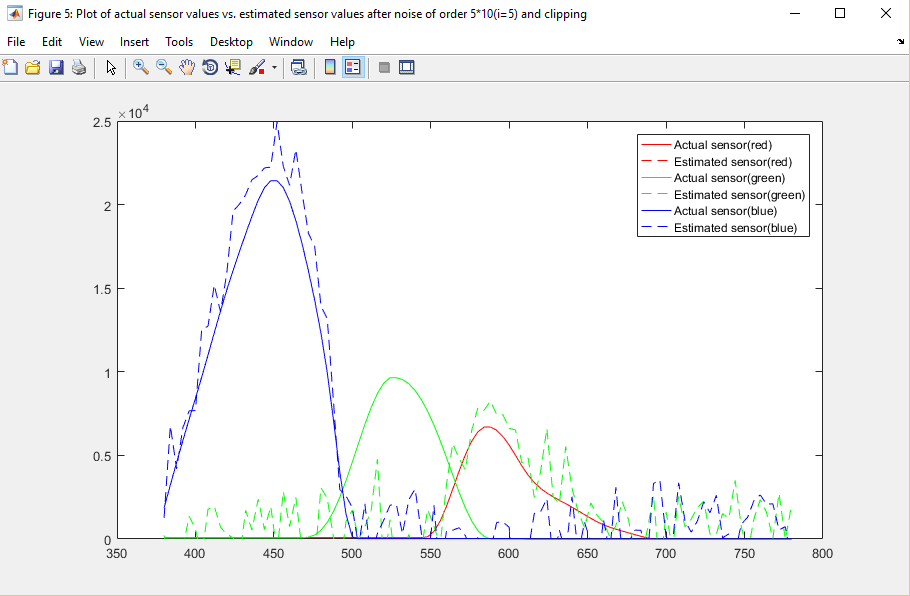 Figure 5: Plot of actual sensor values vs. estimated sensor values after noise of order 5*10(i=5) and clipping
File Edit View Insert Tools Desktop Window Help
×10^4
2.5
2
1.5
1
0.5
0
350 400 450 500 550 600 650 700 750 800
Actual sensor(red)
Estimated sensor(red)
Actual sensor(green)
Estimated sensor(green)
Actual sensor(blue)
Estimated sensor(blue)